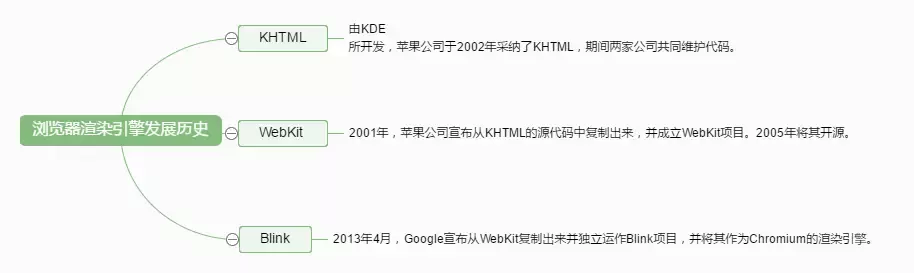 KHTML
由KDE
所开发，苹果公司于2002年采纳了KHTML，期间两家公司共同维护代码。
浏览器渲染引擎发展历史
WebKit
2001年，苹果公司宣布从KHTML的源代码中复制出来，并成立WebKit项目。2005年将其开源。
Blink
2013年4月，Google宣布从WebKit复制出来并独立运作Blink项目，并将其作为Chromium的渲染引擎。